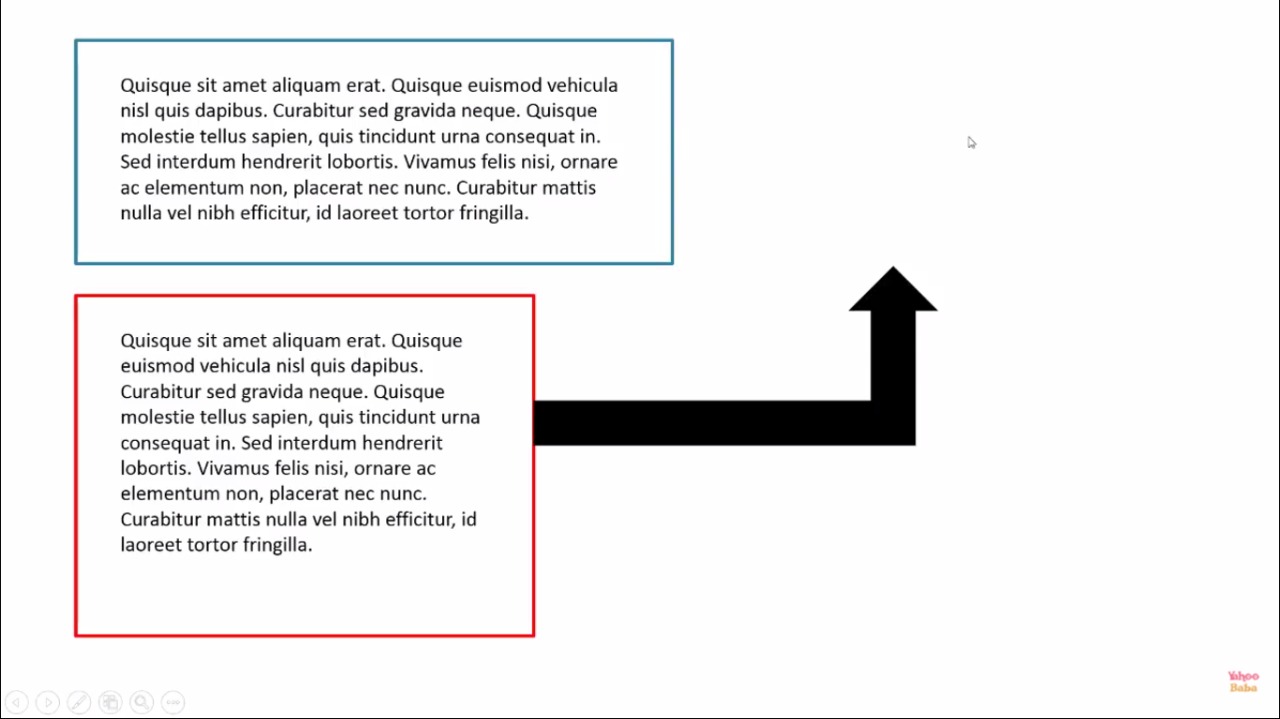 Quisque sit amet aliquam erat. Quisque euismod vehicula
nisl quis dapibus. Curabitur sed gravida neque. Quisque
molestie tellus sapien, quis tincidunt urna consequat in.
Sed interdum hendrerit lobortis. Vivamus felis nisi, ornare
ac elementum non, placerat nec nunc. Curabitur mattis
nulla vel nibh efficitur, id laoreet tortor fringilla.
Quisque sit amet aliquam erat. Quisque
euismod vehicula nisl quis dapibus.
Curabitur sed gravida neque. Quisque
molestie tellus sapien, quis tincidunt urna
consequat in. Sed interdum hendrerit
lobortis. Vivamus felis nisi, ornare ac
elementum non, placerat nec nunc.
Curabitur mattis nulla vel nibh efficitur, id
laoreet tortor fringilla.
Yahoo
Baba